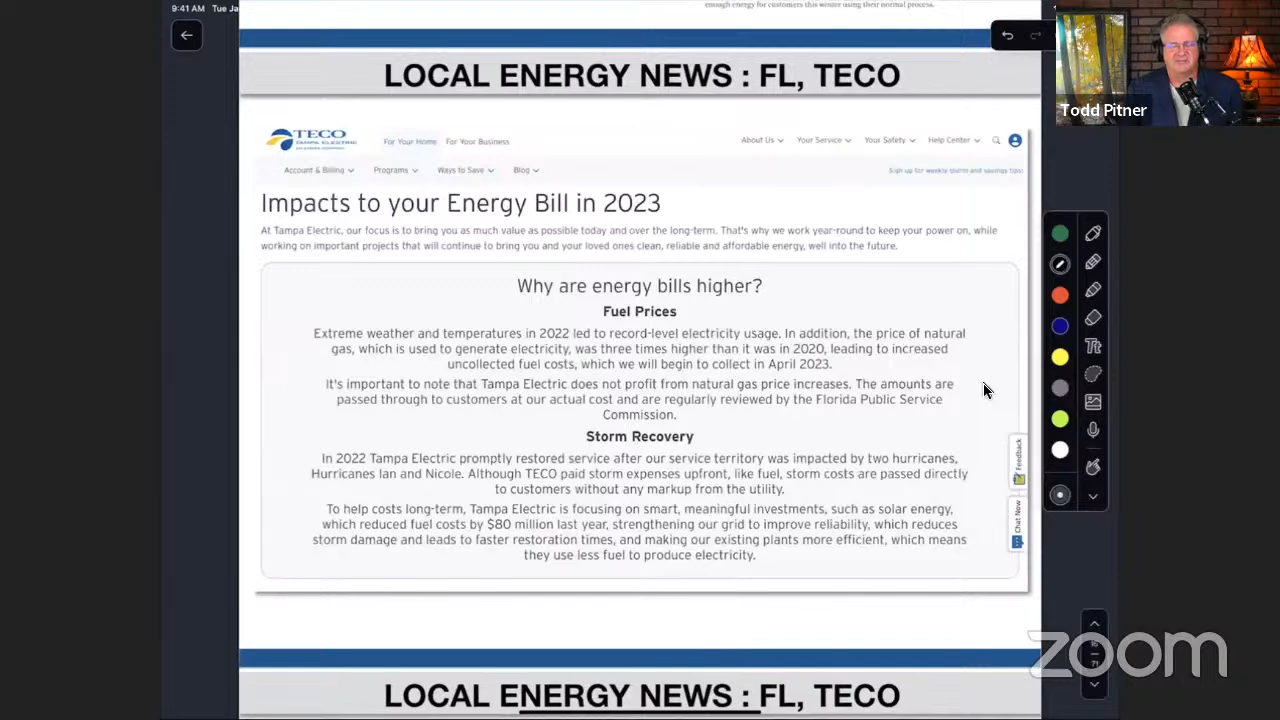 9:41 AM Tue Ja
enough energy for customers this winter using their normal process.
LOCAL ENERGY NEWS : FL, TECO
Todd Pitner
TECO
TAMPA ELECTRIC
For Your Home For Your Business
About Us Your Service Your Safety Help Center
Account & Billing Programs Ways to Save Blog
Sign up for weekly storm and savings tips!
Impacts to your Energy Bill in 2023
At Tampa Electric, our focus is to bring you as much value as possible today and over the long-term. That's why we work year-round to keep your power on, while
working on important projects that will continue to bring you and your loved ones clean, reliable and affordable energy, well into the future.
Why are energy bills higher?
Fuel Prices
Extreme weather and temperatures in 2022 led to record-level electricity usage. In addition, the price of natural
gas, which is used to generate electricity, was three times higher than it was in 2020, leading to increased
uncollected fuel costs, which we will begin to collect in April 2023.
It's important to note that Tampa Electric does not profit from natural gas price increases. The amounts are
passed through to customers at our actual cost and are regularly reviewed by the Florida Public Service
Commission.
Storm Recovery
In 2022 Tampa Electric promptly restored service after our service territory was impacted by two hurricanes,
Hurricanes Ian and Nicole. Although TECO paid storm expenses upfront, like fuel, storm costs are passed directly
to customers without any markup from the utility.
To help costs long-term, Tampa Electric is focusing on smart, meaningful investments, such as solar energy,
which reduced fuel costs by $80 million last year, strengthening our grid to improve reliability, which reduces
storm damage and leads to faster restoration times, and making our existing plants more efficient, which means
they use less fuel to produce electricity.
Feedback
Chat Now
Tt
zoom
LOCAL ENERGY NEWS : FL, TECO